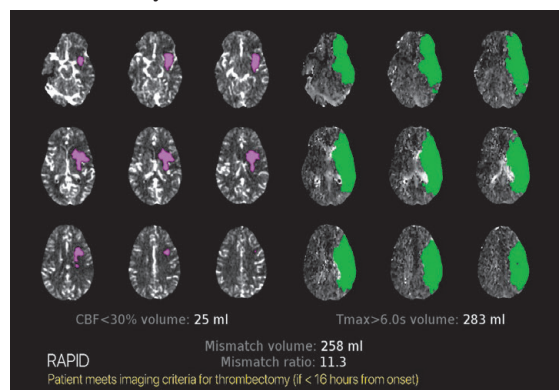 CBF<30% volume: 25 ml
Tmax>6.0s volume: 283 ml
Mismatch volume: 258 ml
Mismatch ratio: 11.3
RAPID
Patient meets imaging criteria for thrombectomy (if < 16 hours from onset)